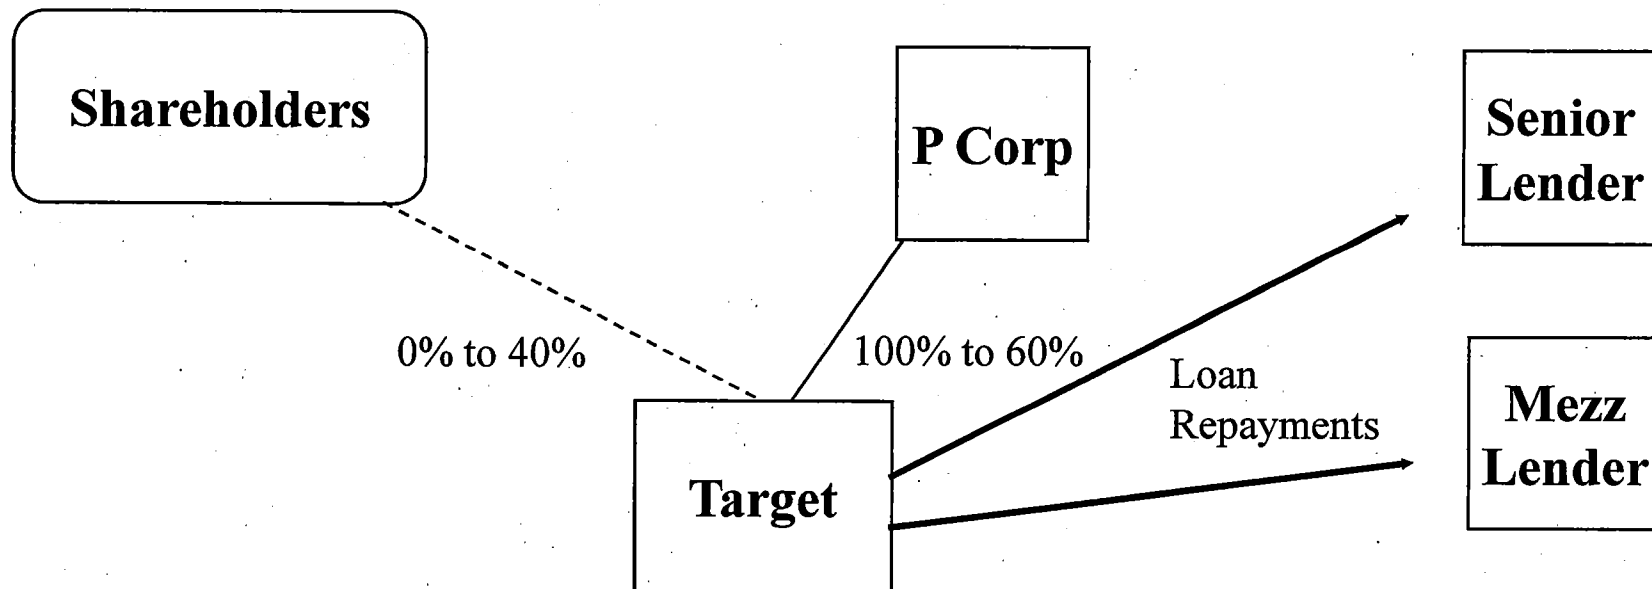 Shareholders
P Corp
Senior
Lender
0% to 40%
100% to 60%
Loan
Repayments
Mezz
Lender
Target